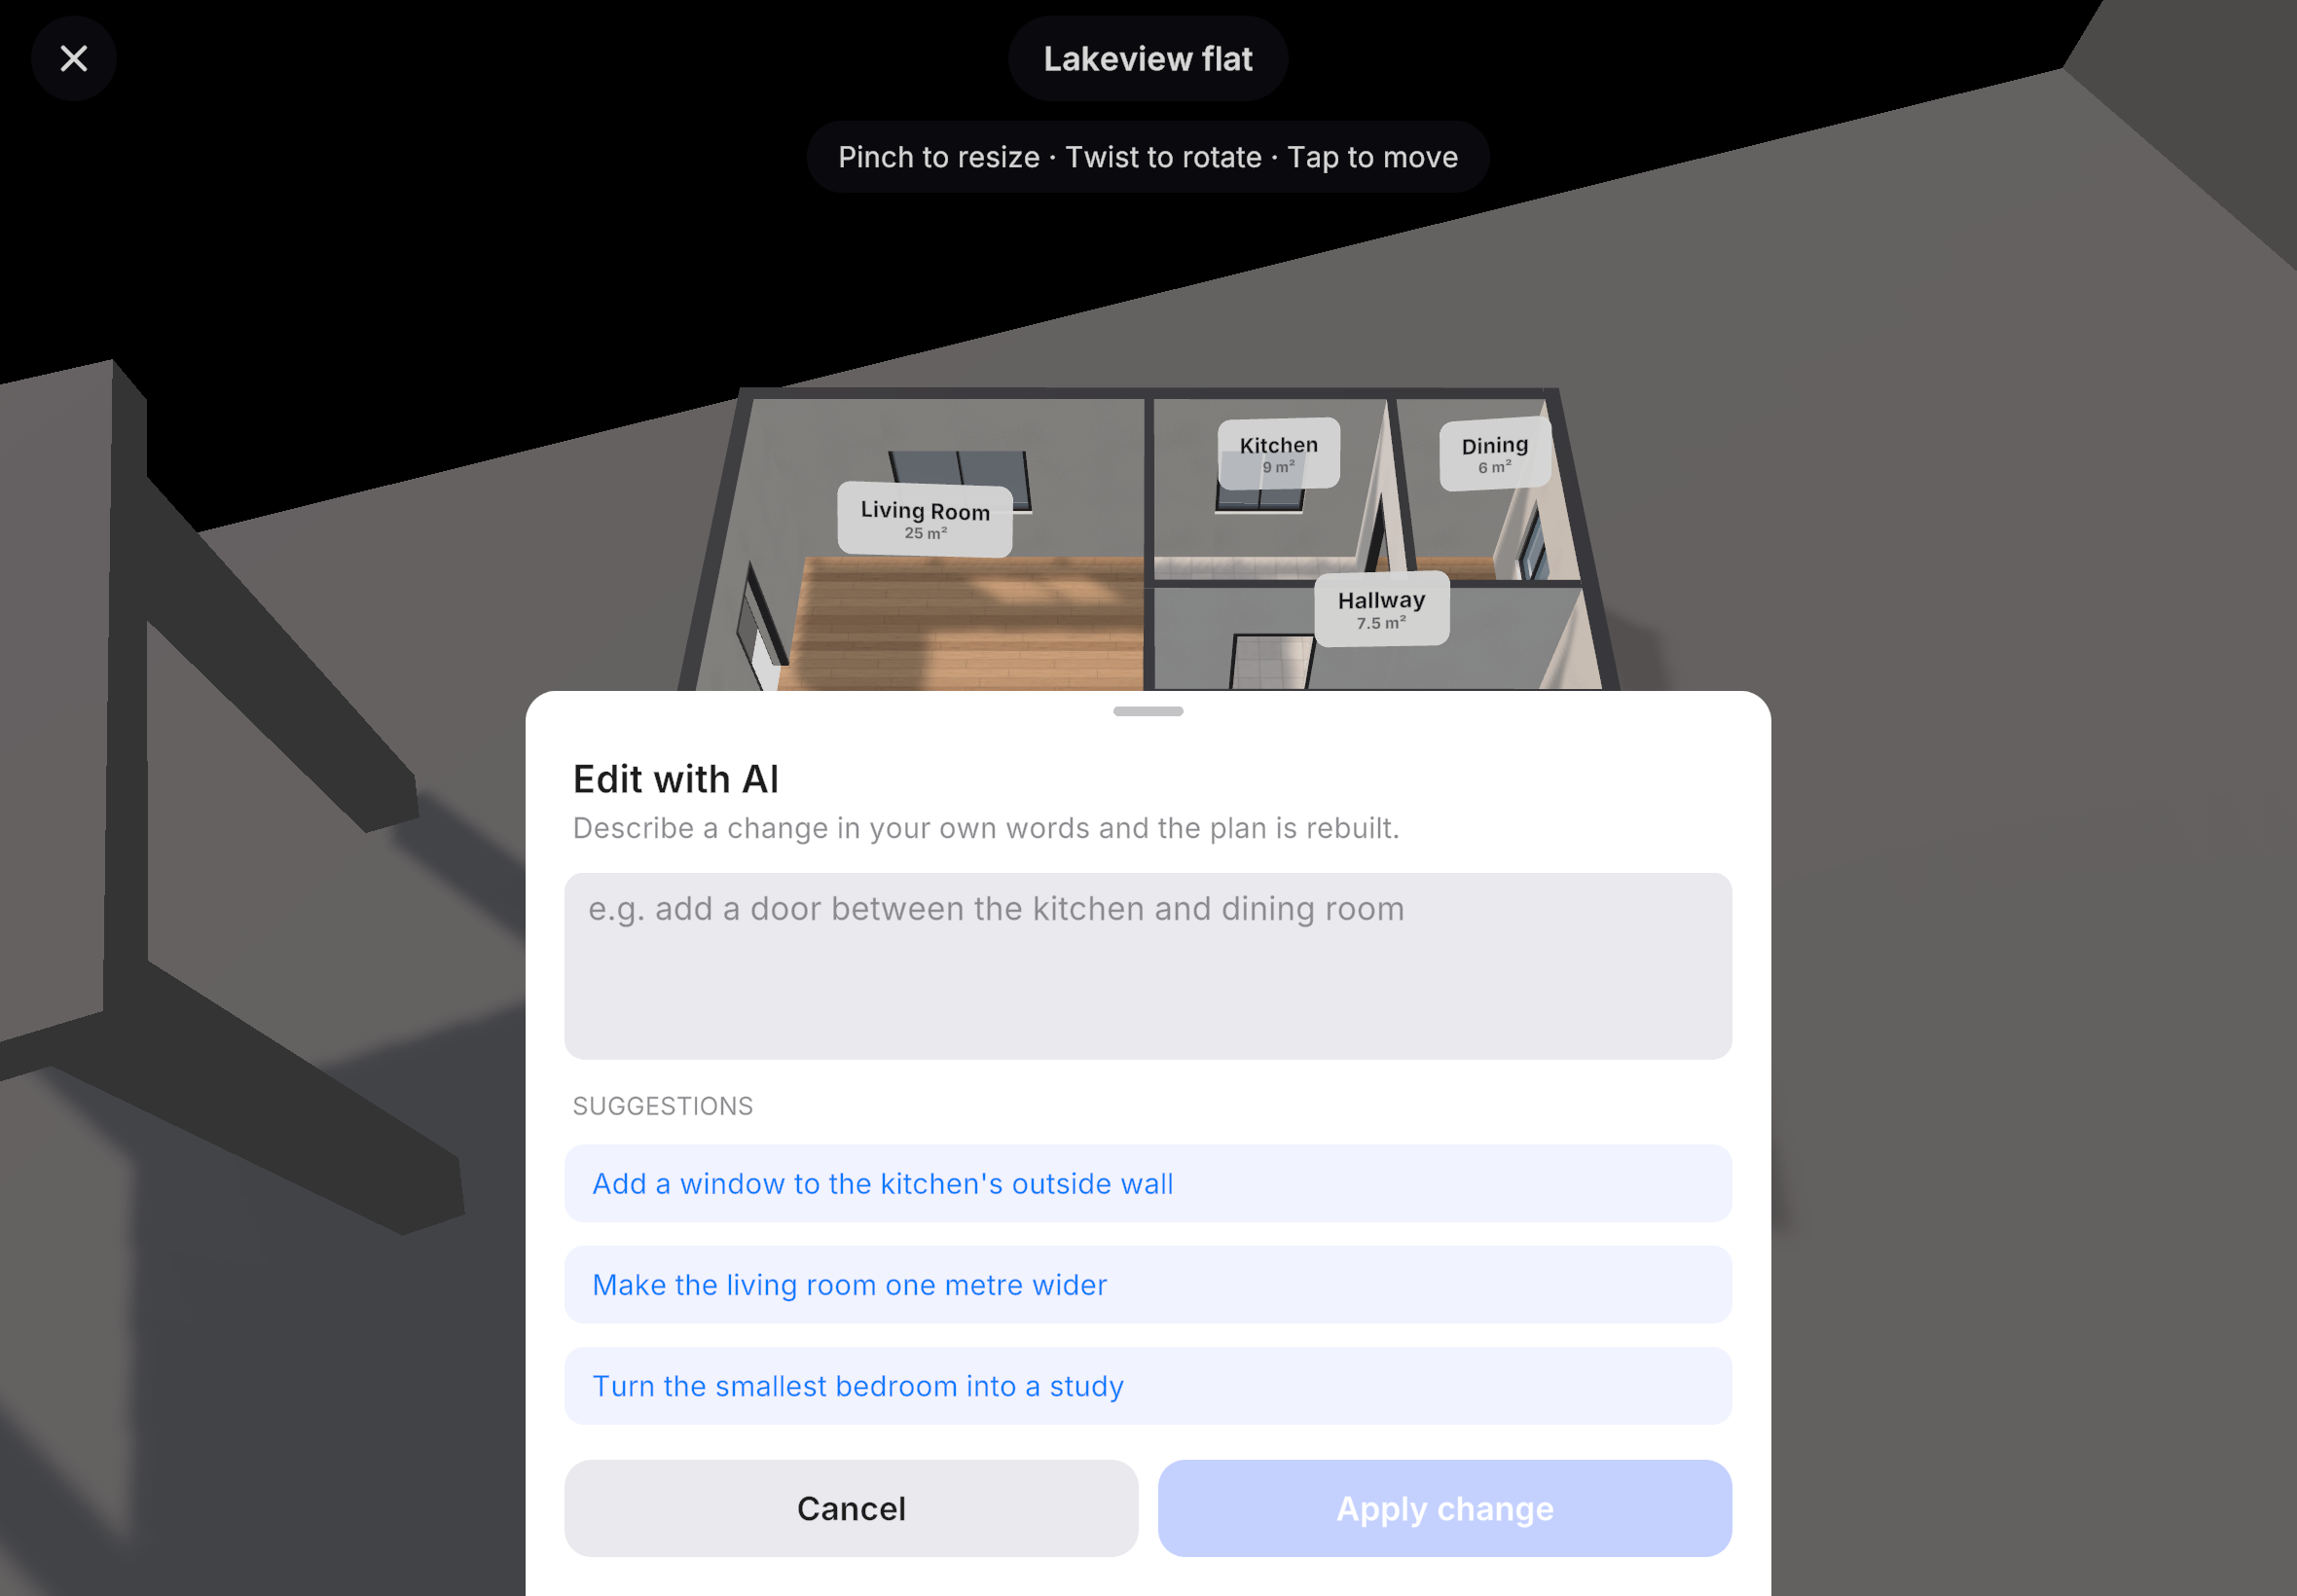 Lakeview flat
Pinch to resize · Twist to rotate · Tap to move
Kitchen
9 m²
Dining
6 m²
Living Room
25 m²
Hallway
7.5 m²
Edit with AI
Describe a change in your own words and the plan is rebuilt.
e.g. add a door between the kitchen and dining room
SUGGESTIONS
Add a window to the kitchen's outside wall
Make the living room one metre wider
Turn the smallest bedroom into a study
Cancel
Apply change